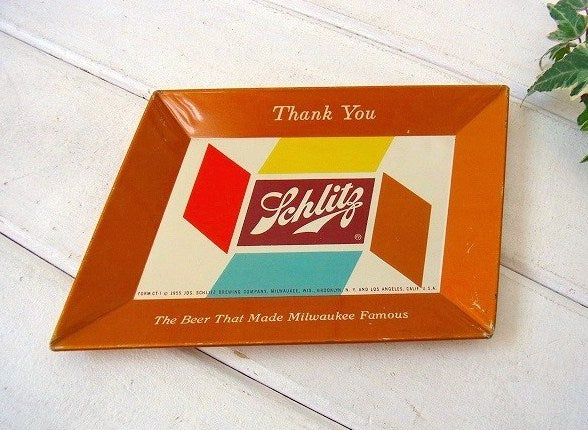 Thank You
Schlitz
®
FORM CT-1 © 1955 JOS. SCHLITZ BREWING COMPANY, MILWAUKEE, WIS., BROOKLYN, N. Y. AND LOS ANGELES, CALIF., U.S.A.
The Beer That Made Milwaukee Famous